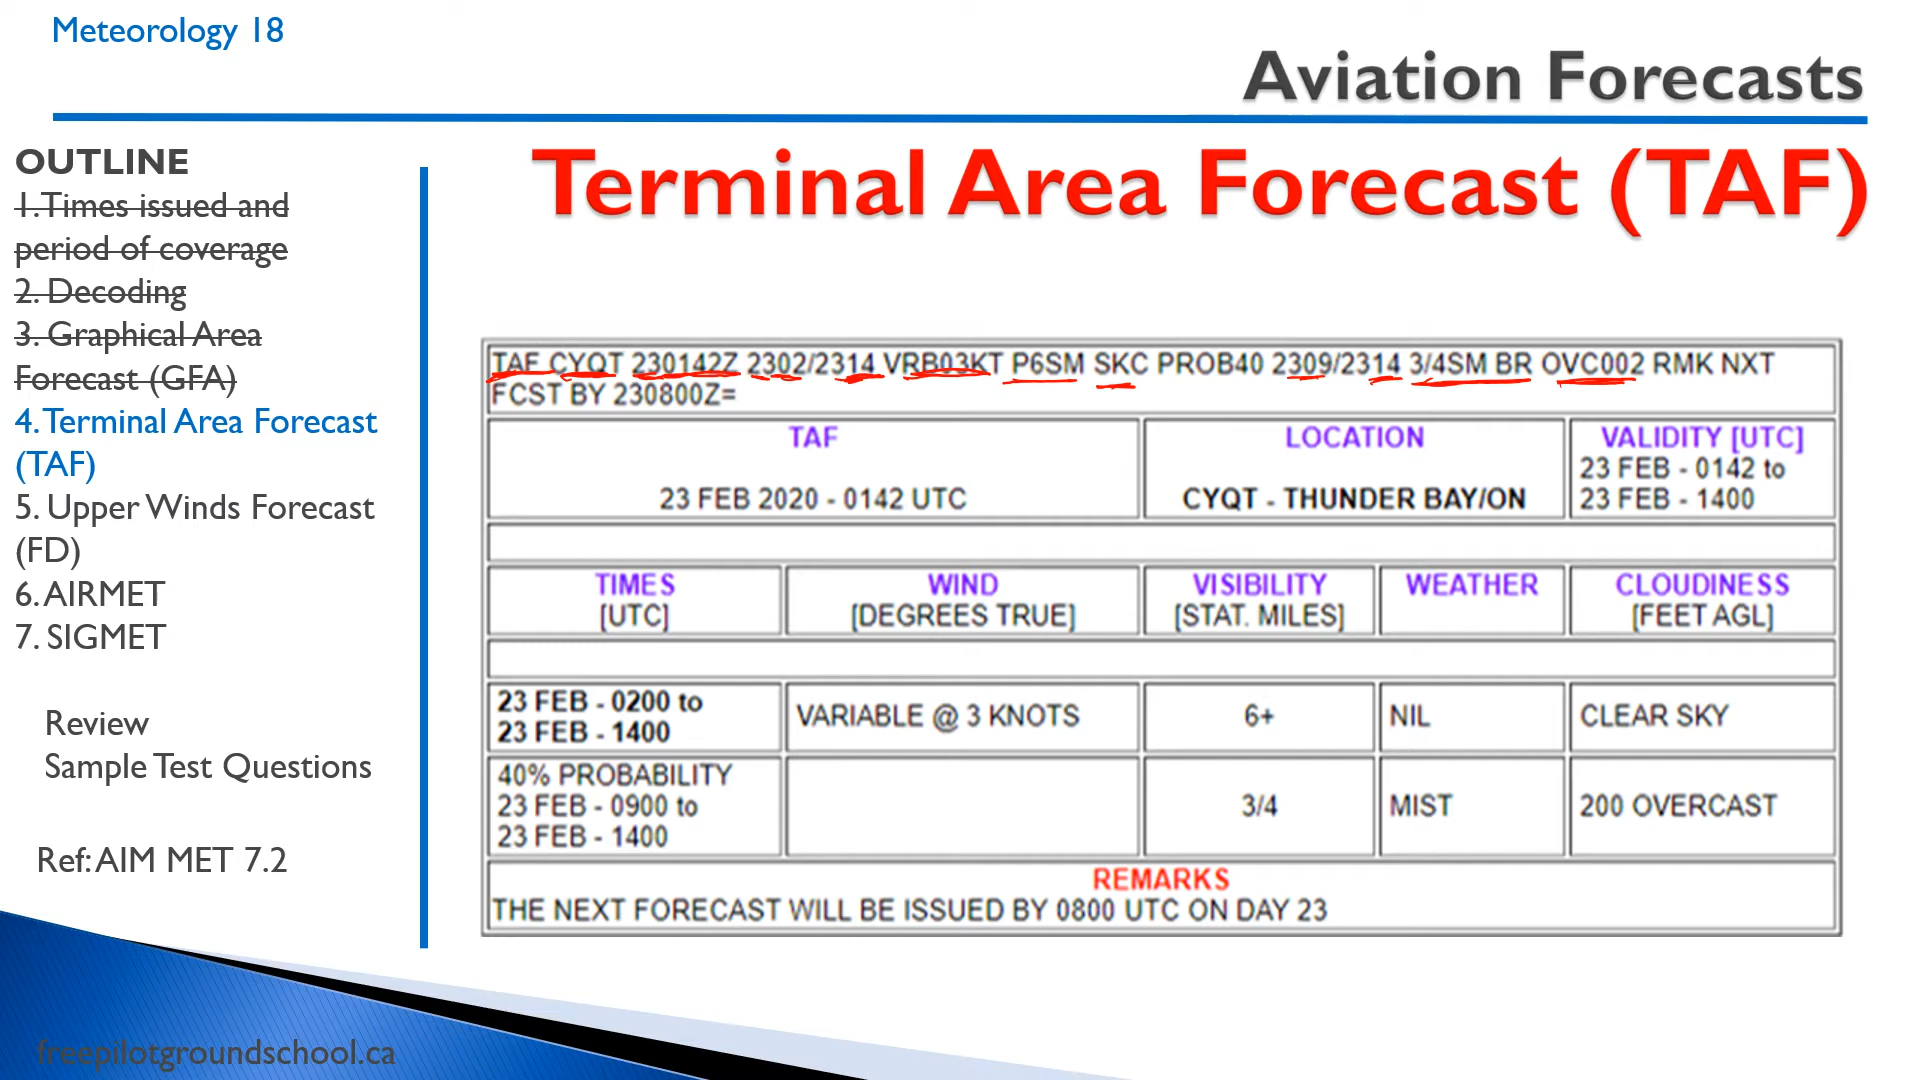 Meteorology 18
Aviation Forecasts
OUTLINE
1. Times issued and
period of coverage
2. Decoding
3. Graphical Area
Forecast (GFA)
4. Terminal Area Forecast
(TAF)
5. Upper Winds Forecast
(FD)
6. AIRMET
7. SIGMET
Review
Sample Test Questions
Ref: AIM MET 7.2
freepilotgroundschool.ca
Terminal Area Forecast (TAF)
TAF CYQT 230142Z 2302/2314 VRB03KT P6SM SKC PROB40 2309/2314 3/4SM BR OVC002 RMK NXT
FCST BY 230800Z=
TAF LOCATION VALIDITY [UTC]
23 FEB - 0142 to
23 FEB 2020 - 0142 UTC CYQT - THUNDER BAY/ON 23 FEB - 1400
TIMES WIND VISIBILITY WEATHER CLOUDINESS
[UTC] [DEGREES TRUE] [STAT. MILES] [FEET AGL]
23 FEB - 0200 to
23 FEB - 1400 VARIABLE @ 3 KNOTS 6+ NIL CLEAR SKY
40% PROBABILITY
23 FEB - 0900 to 3/4 MIST 200 OVERCAST
23 FEB - 1400
REMARKS
THE NEXT FORECAST WILL BE ISSUED BY 0800 UTC ON DAY 23